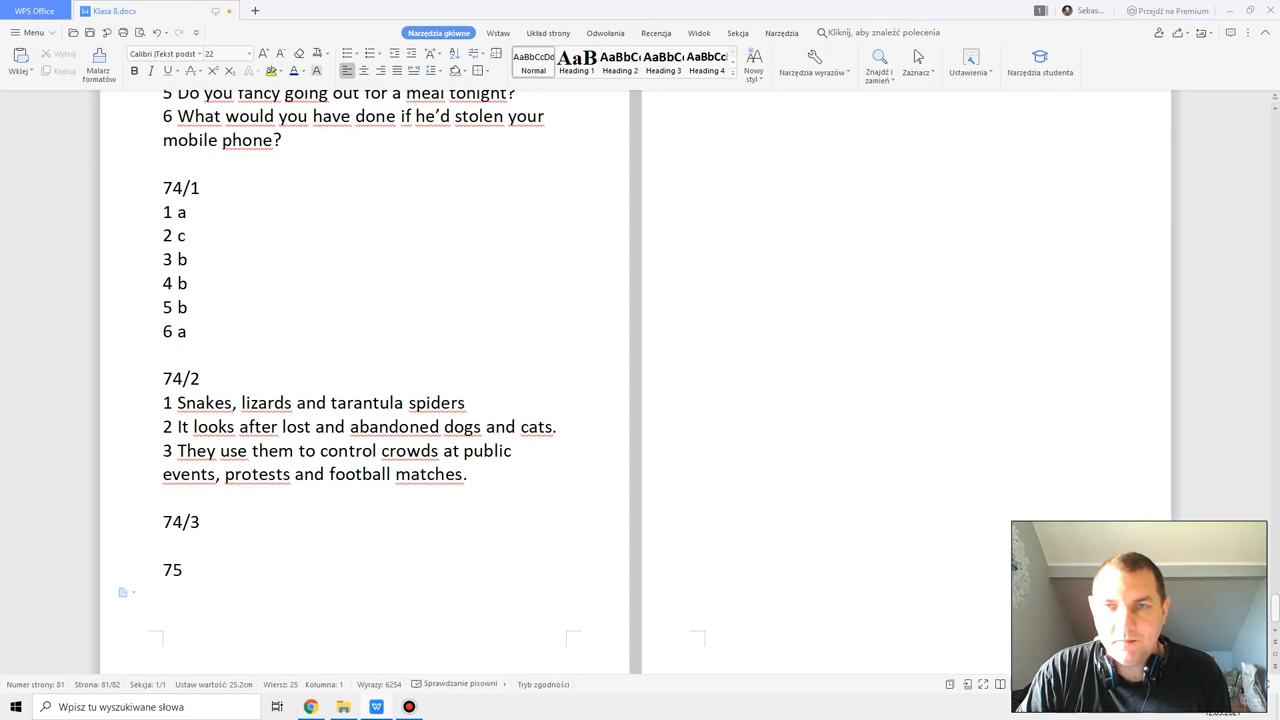 WPS Office
Klasa 8.docx
1
Sebas...
Przejdź na Premium
Menu
Narzędzia główne
Wstaw
Układ strony
Odwołania
Recenzja
Widok
Sekcja
Narzędzia
Kliknij, aby znaleźć polecenia
Wklej
Wytnij
Kopiuj
Malarz formatów
Calibri (Tekst podst
22
AaBbCcDd
Normal
AaB
Heading 1
AaBbC
Heading 2
AaBbCc
Heading 3
AaBbCcI
Heading 4
Nowy styl
Narzędzia wyrazów
Znajdź i zamień
Zaznacz
Ustawienia
Narzędzia studenta
5 Do you fancy going out for a meal tonight?
6 What would you have done if he’d stolen your
mobile phone?
74/1
1 a
2 c
3 b
4 b
5 b
6 a
74/2
1 Snakes, lizards and tarantula spiders
2 It looks after lost and abandoned dogs and cats.
3 They use them to control crowds at public
events, protests and football matches.
74/3
75
Numer strony: 81
Strona: 81/82
Sekcja: 1/1
Ustaw wartość: 25.2cm
Wiersz: 25
Kolumna: 1
Wyrazy: 6254
Sprawdzanie pisowni
Tryb zgodności
Wpisz tu wyszukiwane słowa